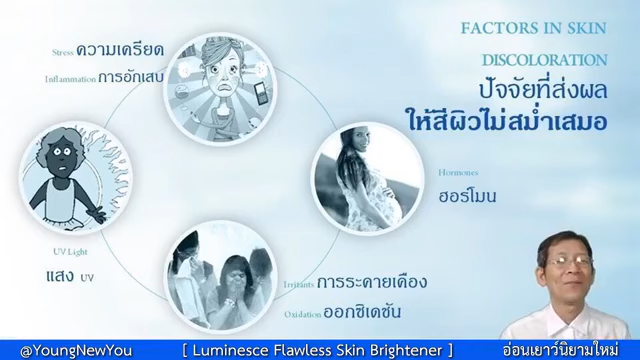 FACTORS IN SKIN
DISCOLORATION
ปัจจัยที่ส่งผล
ให้สีผิวไม่สม่ำเสมอ
Stress ความเครียด
Inflammation การอักเสบ
Hormones
ฮอร์โมน
UV Light
แสง UV
Irritants การระคายเคือง
Oxidation ออกซิเดชัน
@YoungNewYou [ Luminesce Flawless Skin Brightener ] อ่อนเยาว์นิยามใหม่